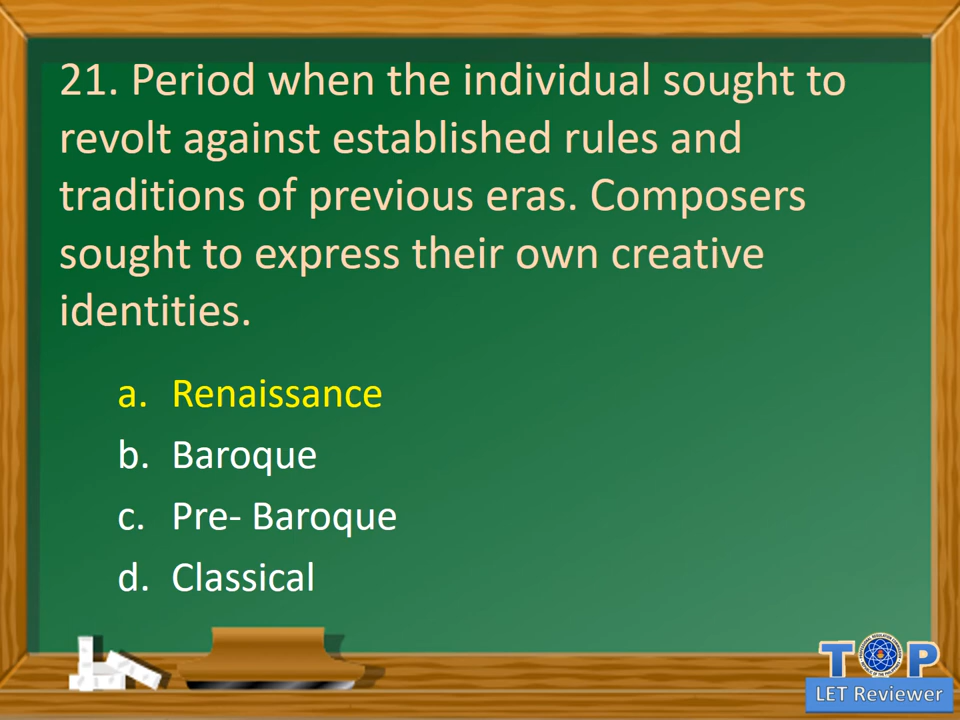 21. Period when the individual sought to
revolt against established rules and
traditions of previous eras. Composers
sought to express their own creative
identities.
a. Renaissance
b. Baroque
c. Pre- Baroque
d. Classical
TOP
LET Reviewer